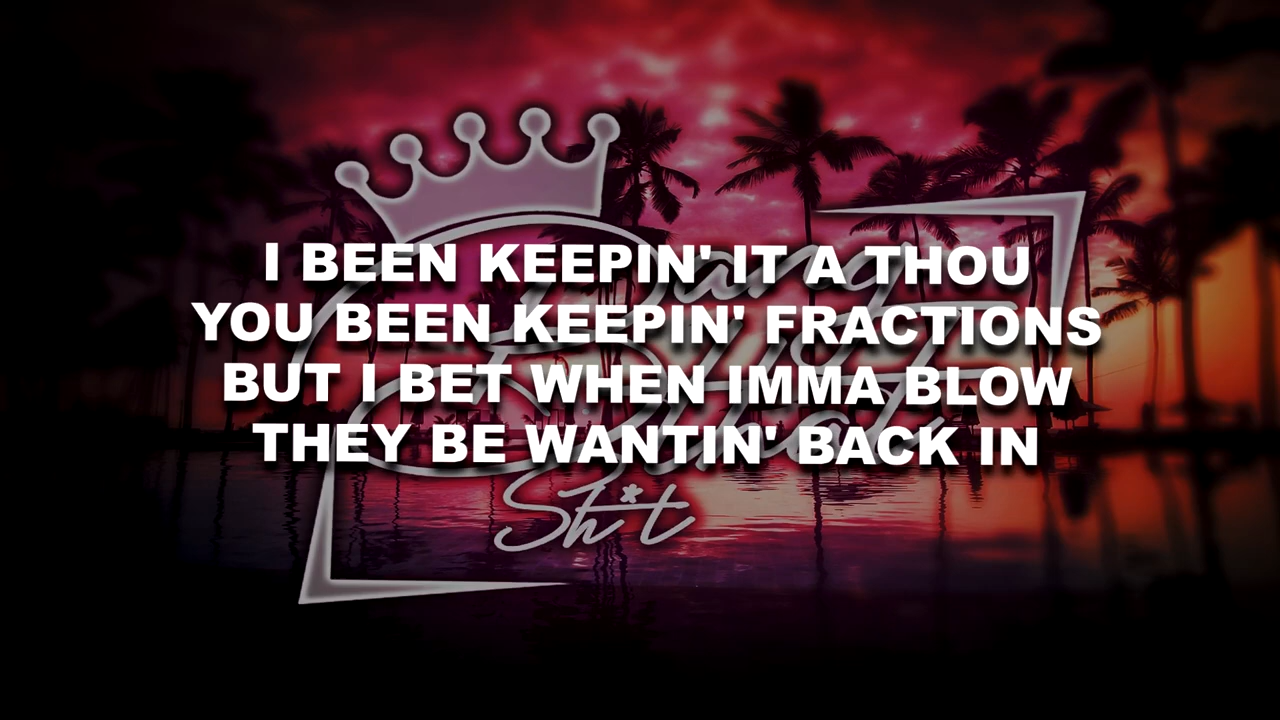 I BEEN KEEPIN' IT A THOU
YOU BEEN KEEPIN' FRACTIONS
BUT I BET WHEN IMMA BLOW
THEY BE WANTIN' BACK IN
Sh*t